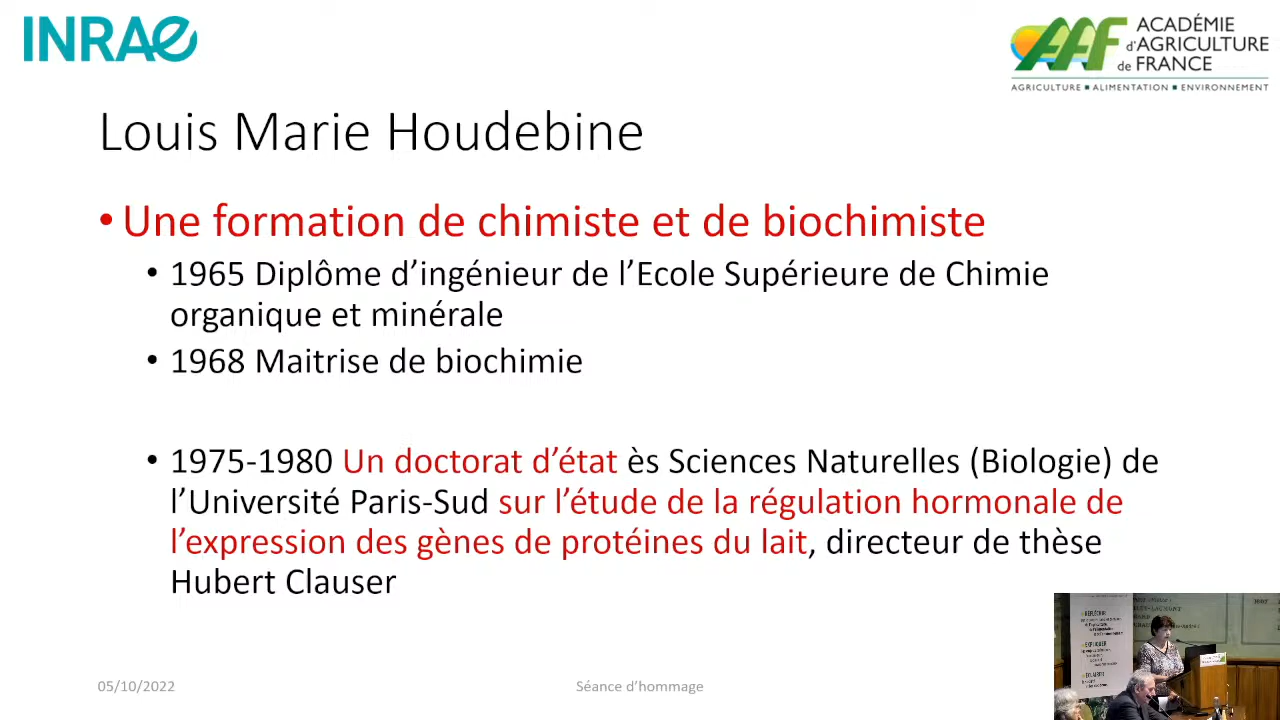 INRAE
ACADÉMIE
d'AGRICULTURE
de FRANCE
AGRICULTURE ▪ ALIMENTATION ▪ ENVIRONNEMENT
Louis Marie Houdebine
• Une formation de chimiste et de biochimiste
• 1965 Diplôme d’ingénieur de l’Ecole Supérieure de Chimie
organique et minérale
• 1968 Maitrise de biochimie
• 1975-1980 Un doctorat d’état ès Sciences Naturelles (Biologie) de
l’Université Paris-Sud sur l’étude de la régulation hormonale de
l’expression des gènes de protéines du lait, directeur de thèse
Hubert Clauser
RÉFLÉCHIR
EXPLIQUER
ÉCLAIRER
05/10/2022
Séance d’hommage